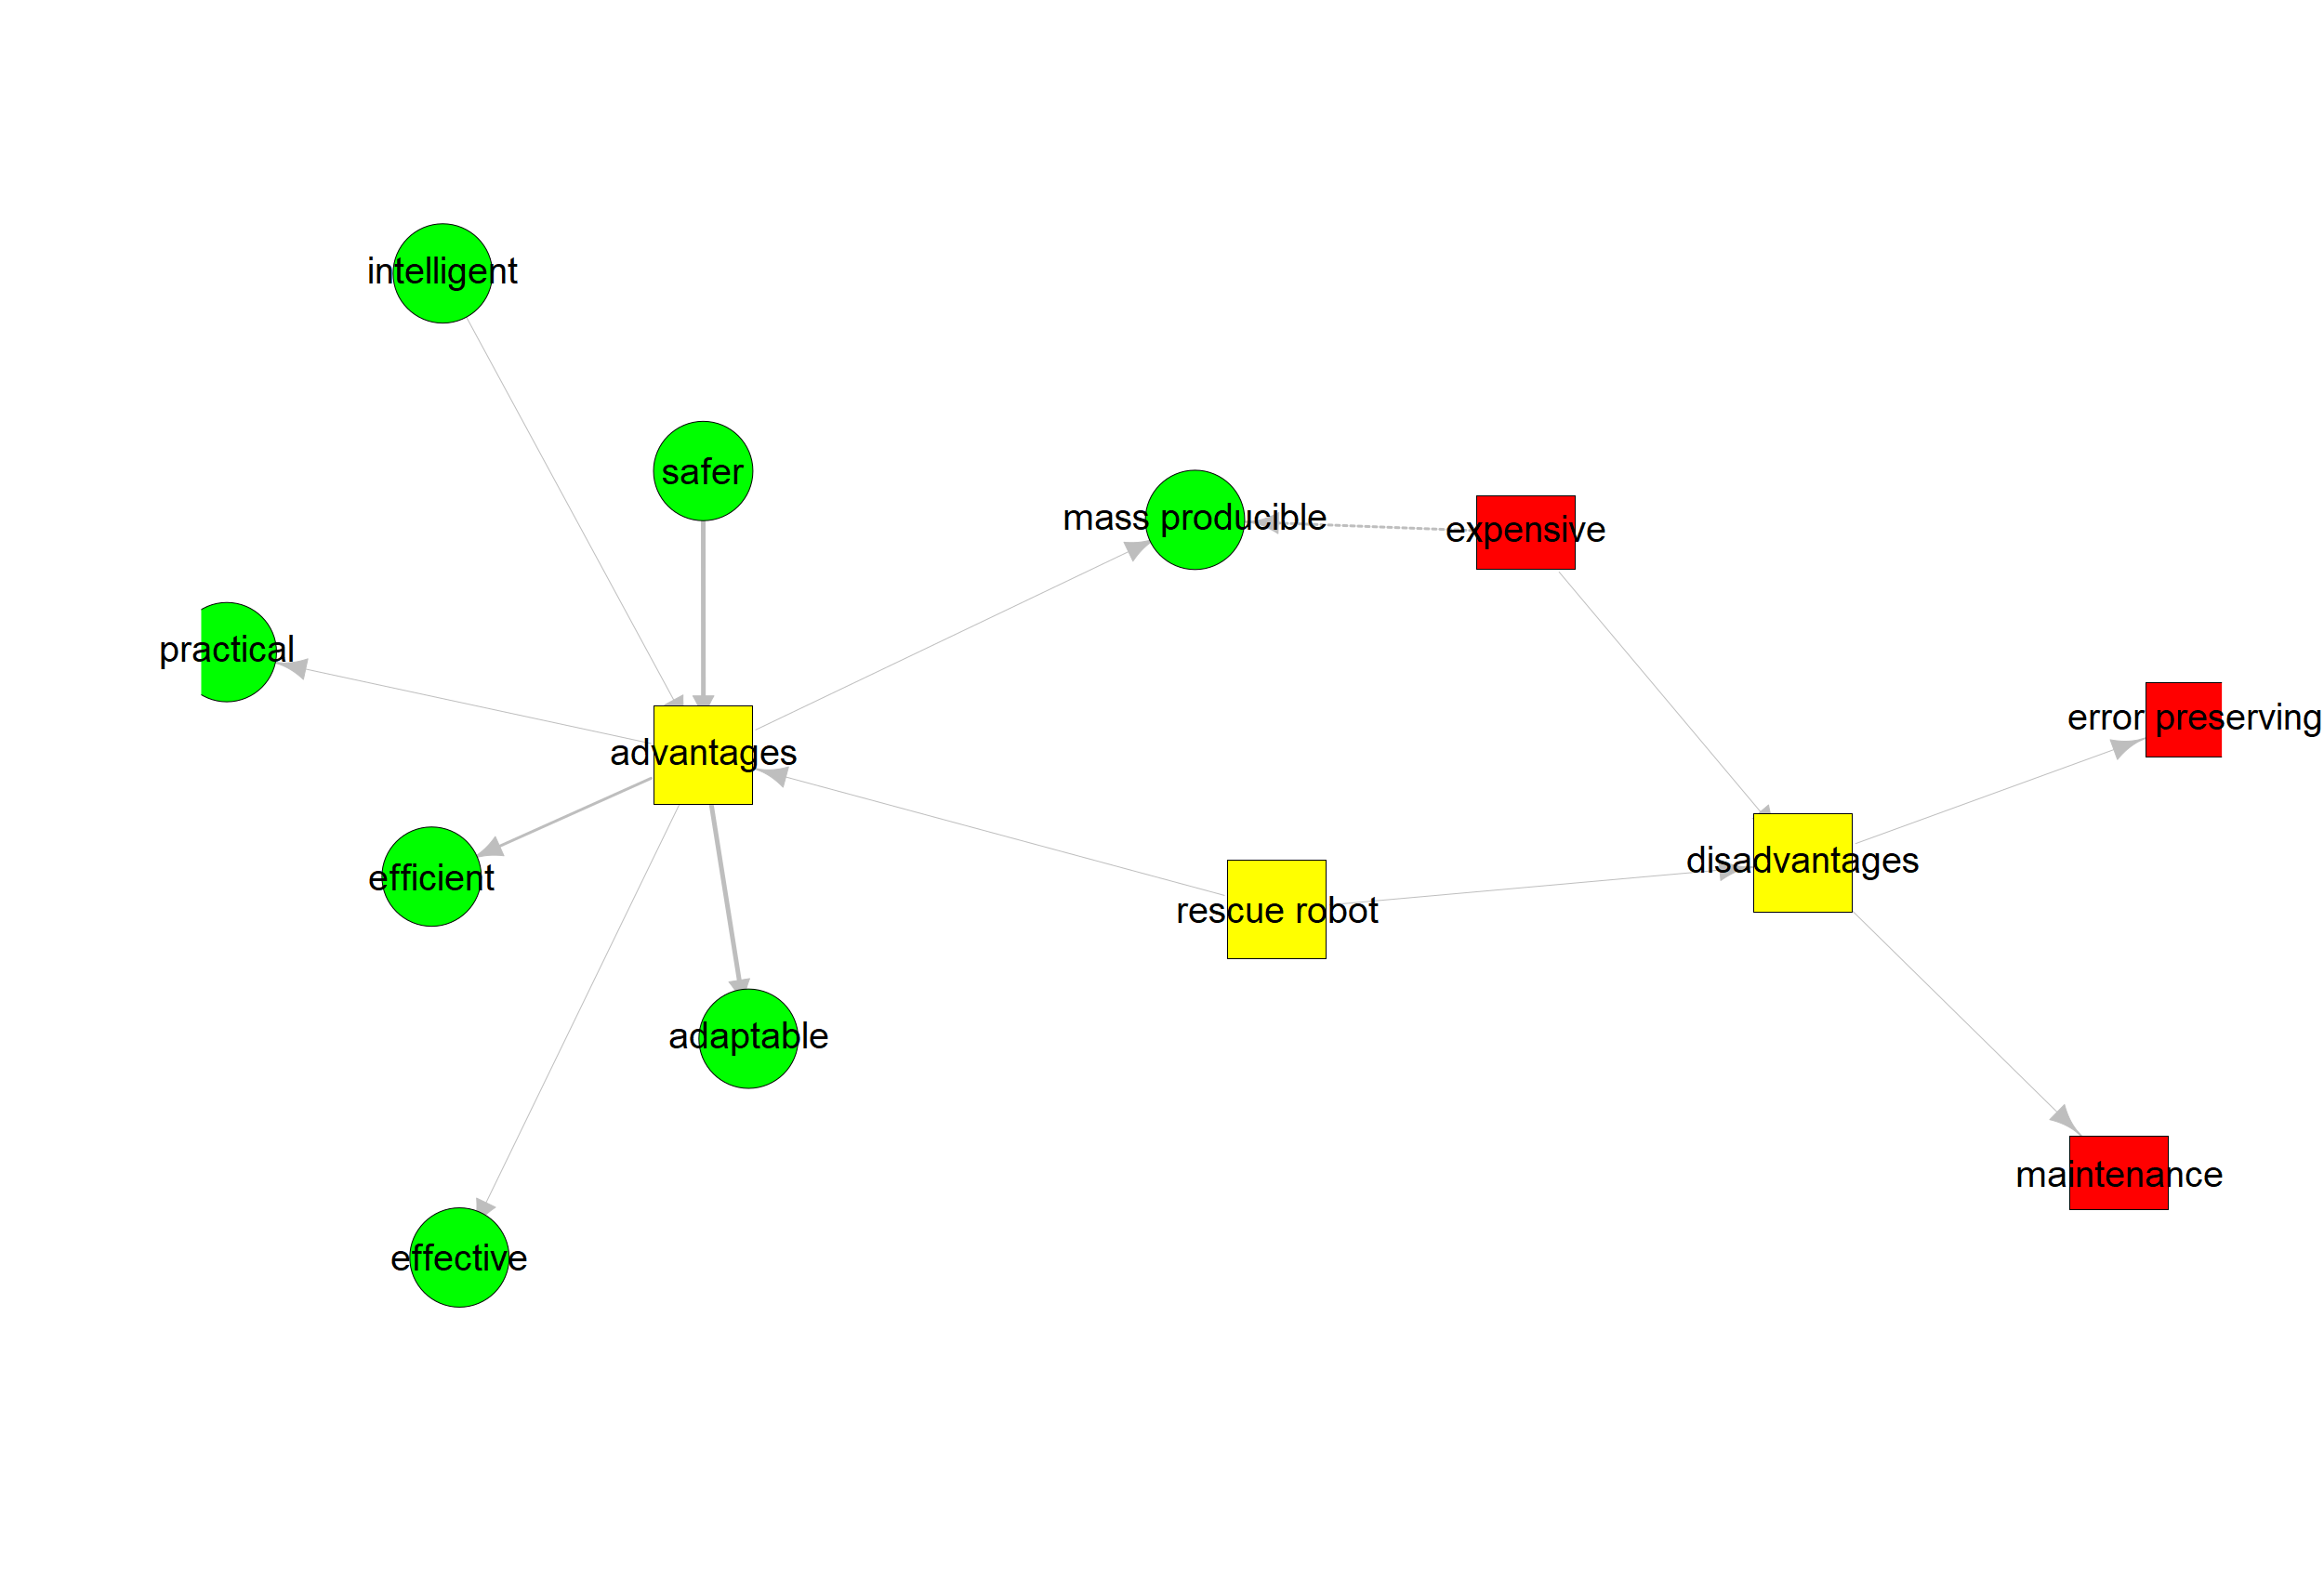 intelligent
safer
mass producible
expensive
practical
error preserving
advantages
disadvantages
efficient
rescue robot
adaptable
maintenance
effective